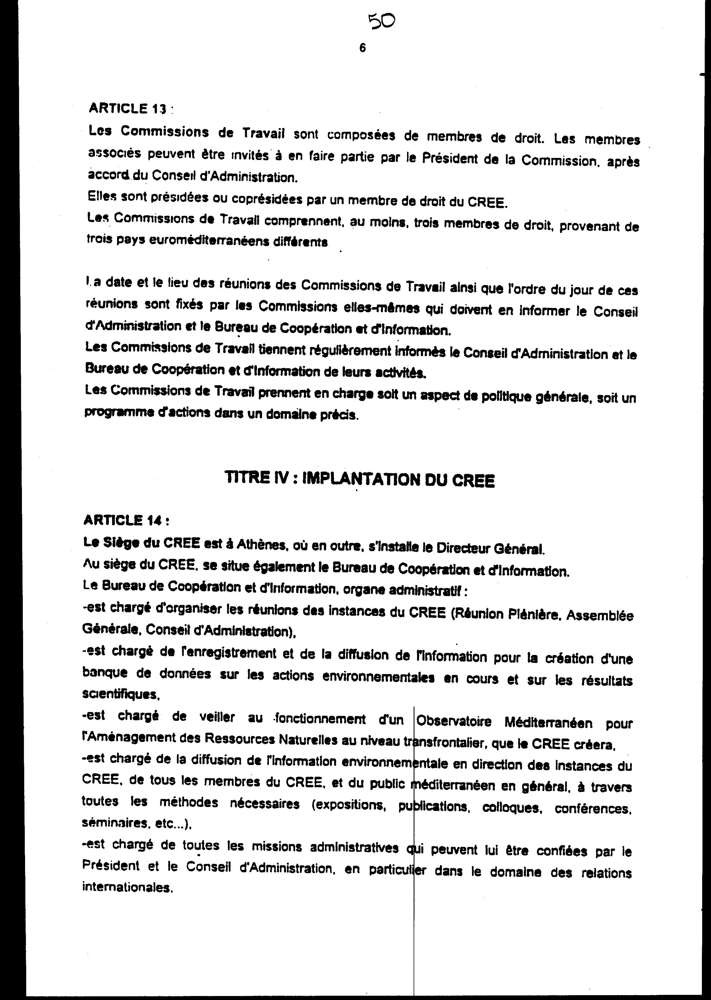 50
6
ARTICLE 13 :
Les Commissions de Travail sont composées de membres de droit. Les membres
associés peuvent être invités à en faire partie par le Président de la Commission, après
accord du Conseil d'Administration.
Elles sont présidées ou coprésidées par un membre de droit du CREE.
Les Commissions de Travail comprennent, au moins, trois membres de droit, provenant de
trois pays euroméditerranéens différents
La date et le lieu des réunions des Commissions de Travail ainsi que l'ordre du jour de ces
réunions sont fixés par les Commissions elles-mêmes qui doivent en informer le Conseil
d'Administration et le Bureau de Coopération et d'Information.
Les Commissions de Travail tiennent régulièrement informés le Conseil d'Administration et le
Bureau de Coopération et d'Information de leurs activités.
Les Commissions de Travail prennent en charge soit un aspect de politique générale, soit un
programme d'actions dans un domaine précis.
TITRE IV : IMPLANTATION DU CREE
ARTICLE 14 :
Le Siège du CREE est à Athènes, où en outre, s'installe le Directeur Général.
Au siège du CREE, se situe également le Bureau de Coopération et d'Information.
Le Bureau de Coopération et d'Information, organe administratif :
-est chargé d'organiser les réunions des instances du CREE (Réunion Plénière, Assemblée
Générale, Conseil d'Administration),
-est chargé de l'enregistrement et de la diffusion de l'Information pour la création d'une
banque de données sur les actions environnementales en cours et sur les résultats
scientifiques,
-est chargé de veiller au fonctionnement d'un Observatoire Méditerranéen pour
l'Aménagement des Ressources Naturelles au niveau transfrontalier, que le CREE créera,
-est chargé de la diffusion de l'information environnementale en direction des instances du
CREE, de tous les membres du CREE, et du public méditerranéen en général, à travers
toutes les méthodes nécessaires (expositions, publications, colloques, conférences,
séminaires, etc...),
-est chargé de toutes les missions administratives qui peuvent lui être confiées par le
Président et le Conseil d'Administration, en particulier dans le domaine des relations
internationales.